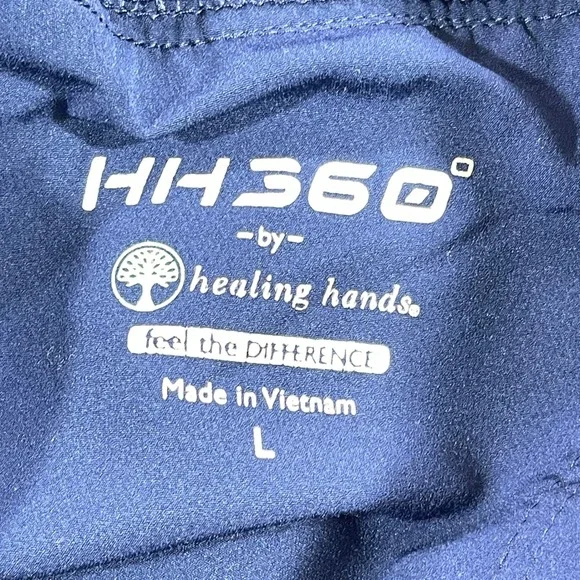 HH360°
-by-
healing hands®
feel the DIFFERENCE
Made in Vietnam
L